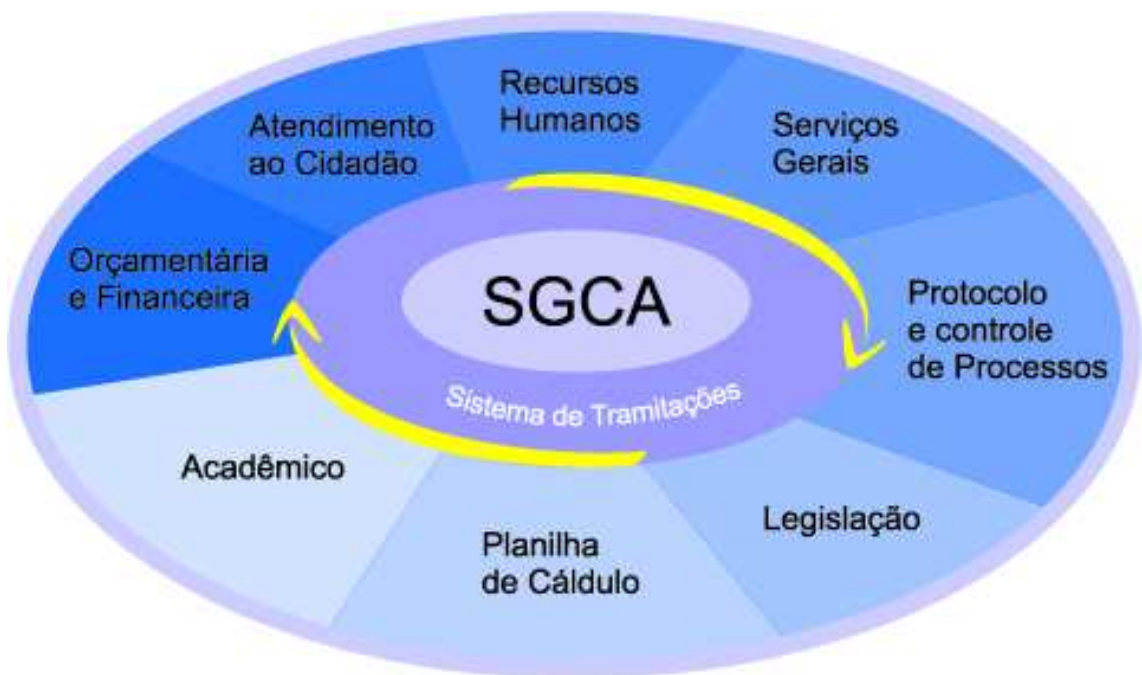 Recursos
Humanos
Serviços
Gerais
Protocolo
e controle
de Processos
Legislação
Planilha
de Cáldulo
Acadêmico
Orçamentária
e Financeira
Atendimento
ao Cidadão
SGCA
Sistema de Tramitações